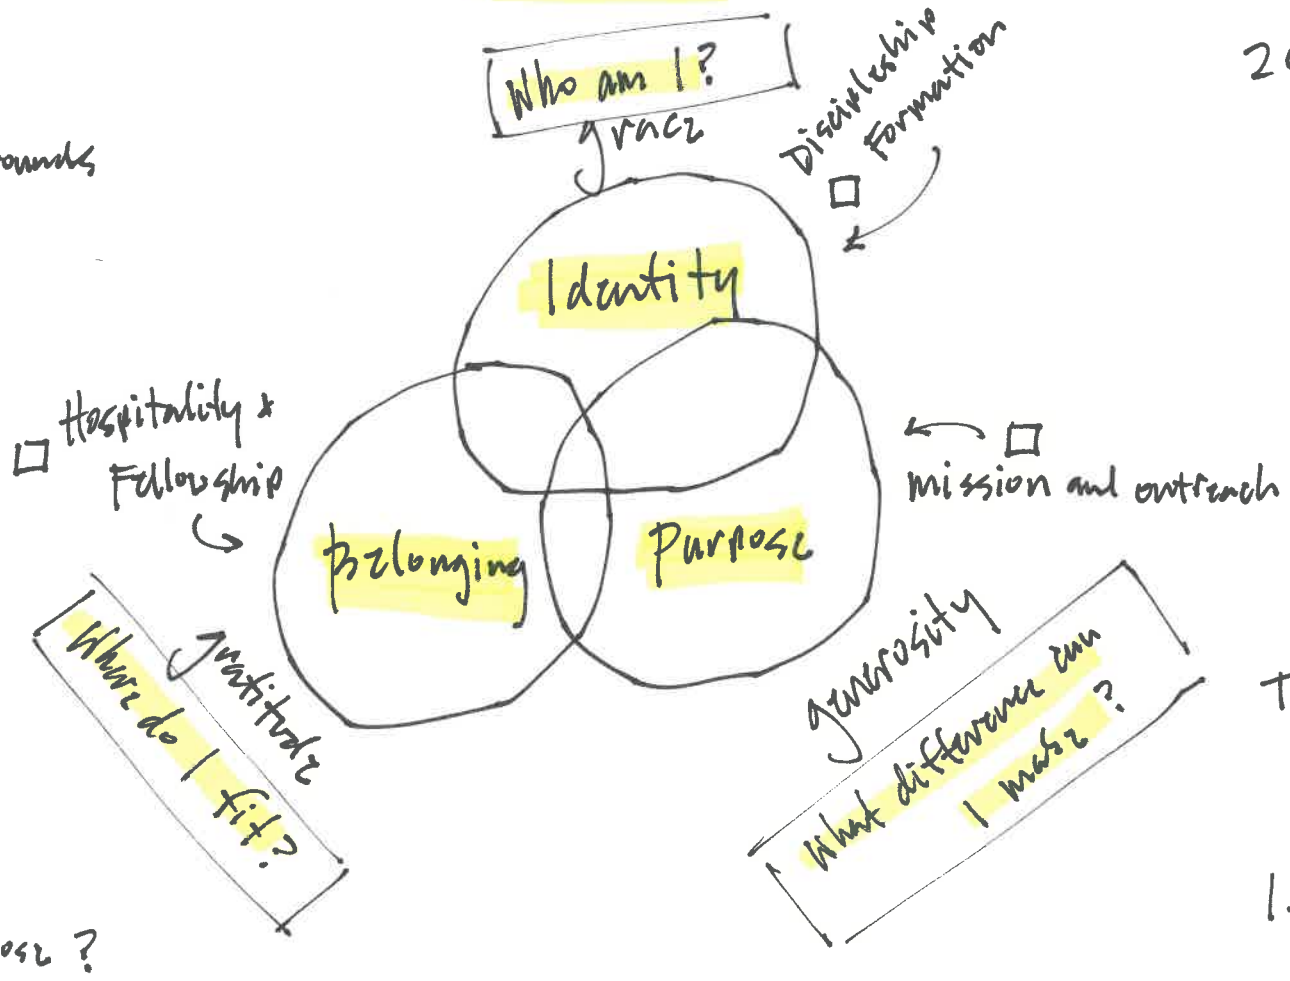 Who am I?
grace
Discipleship
Formation
Identity
Hospitality &
Fellowship
mission and outreach
Belonging
Purpose
gratitude
Where do I fit?
generosity
What difference can
I make?
?